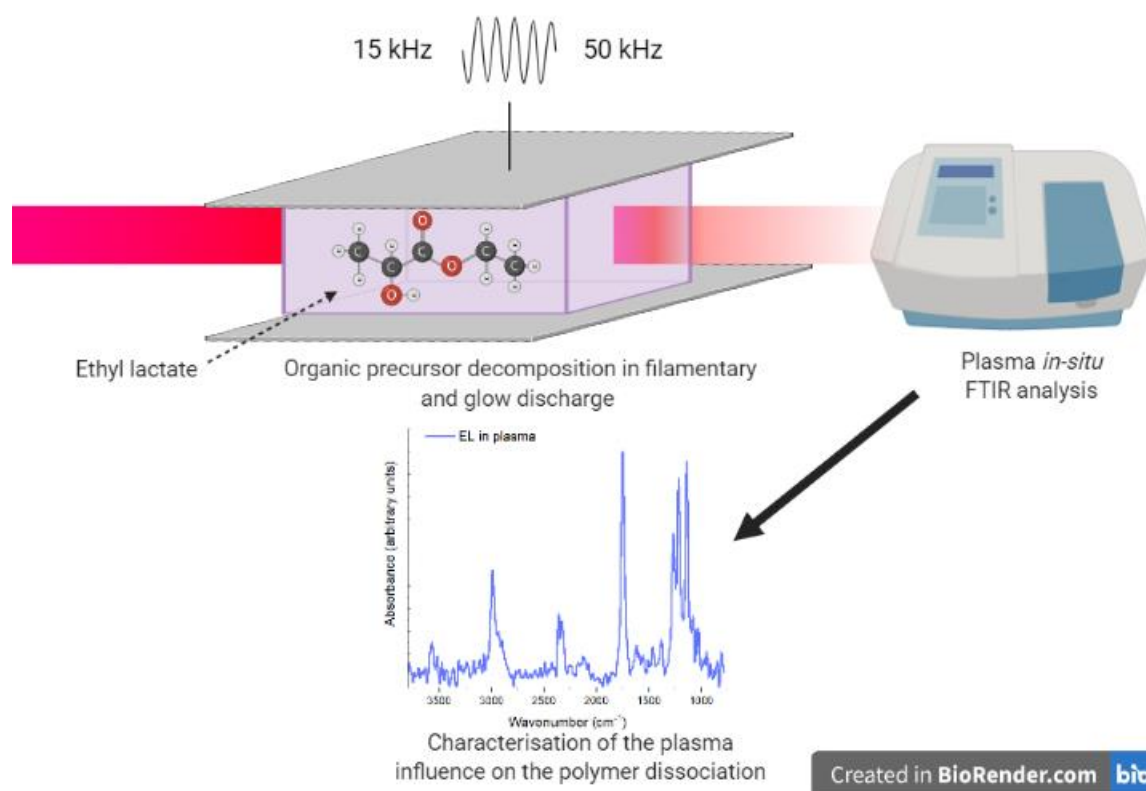 15 kHz
50 kHz
C
C
C
C
C
O
O
O
H
H
H
H
H
H
H
H
H
H
Ethyl lactate
Organic precursor decomposition in filamentary
and glow discharge
Plasma in-situ
FTIR analysis
EL in plasma
Absorbance (arbitrary units)
3500 3000 2500 2000 1500 1000
Wavenumber (cm⁻¹)
Characterisation of the plasma
influence on the polymer dissociation
Created in BioRender.com bio